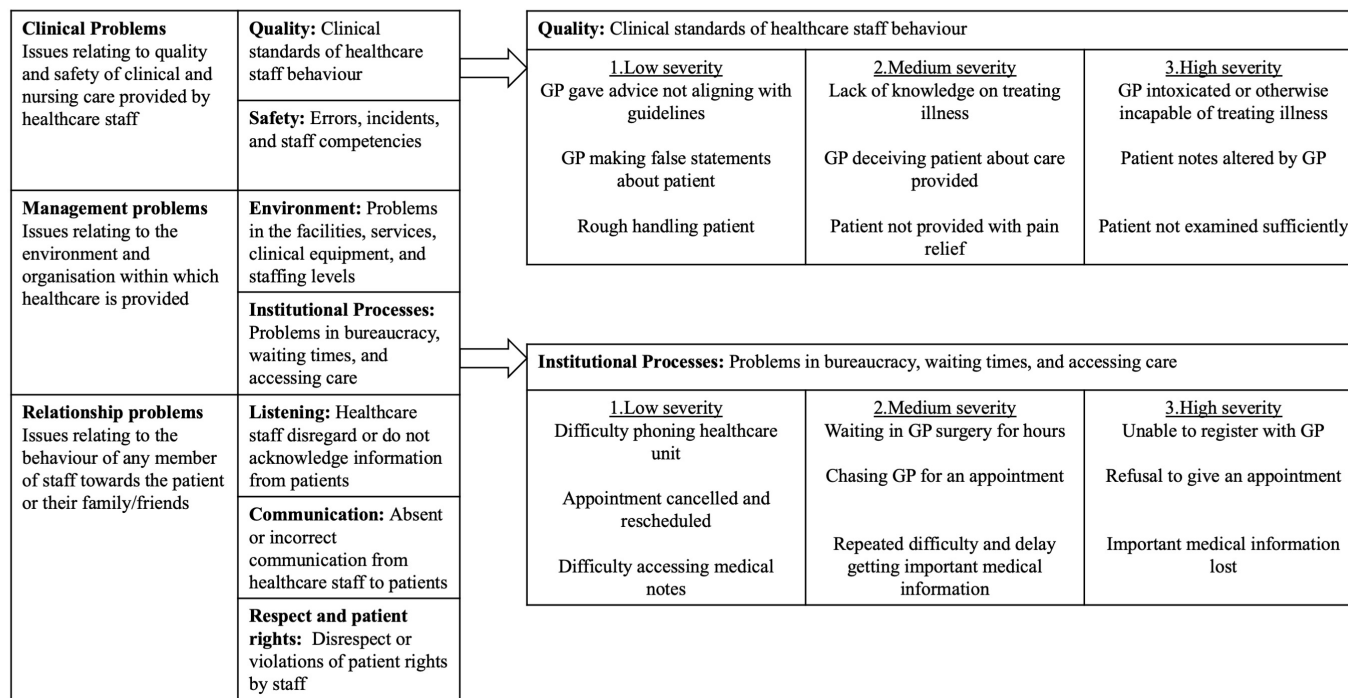 Clinical Problems
Issues relating to quality
and safety of clinical and
nursing care provided by
healthcare staff
Quality: Clinical
standards of healthcare
staff behaviour
Safety: Errors, incidents,
and staff competencies
Management problems
Issues relating to the
environment and
organisation within which
healthcare is provided
Environment: Problems
in the facilities, services,
clinical equipment, and
staffing levels
Institutional Processes:
Problems in bureaucracy,
waiting times, and
accessing care
Relationship problems
Issues relating to the
behaviour of any member
of staff towards the patient
or their family/friends
Listening: Healthcare
staff disregard or do not
acknowledge information
from patients
Communication: Absent
or incorrect
communication from
healthcare staff to patients
Respect and patient
rights: Disrespect or
violations of patient rights
by staff
Quality: Clinical standards of healthcare staff behaviour
1.Low severity
GP gave advice not aligning with
guidelines
GP making false statements
about patient
Rough handling patient
2.Medium severity
Lack of knowledge on treating
illness
GP deceiving patient about care
provided
Patient not provided with pain
relief
3.High severity
GP intoxicated or otherwise
incapable of treating illness
Patient notes altered by GP
Patient not examined sufficiently
Institutional Processes: Problems in bureaucracy, waiting times, and accessing care
1.Low severity
Difficulty phoning healthcare
unit
Appointment cancelled and
rescheduled
Difficulty accessing medical
notes
2.Medium severity
Waiting in GP surgery for hours
Chasing GP for an appointment
Repeated difficulty and delay
getting important medical
information
3.High severity
Unable to register with GP
Refusal to give an appointment
Important medical information
lost